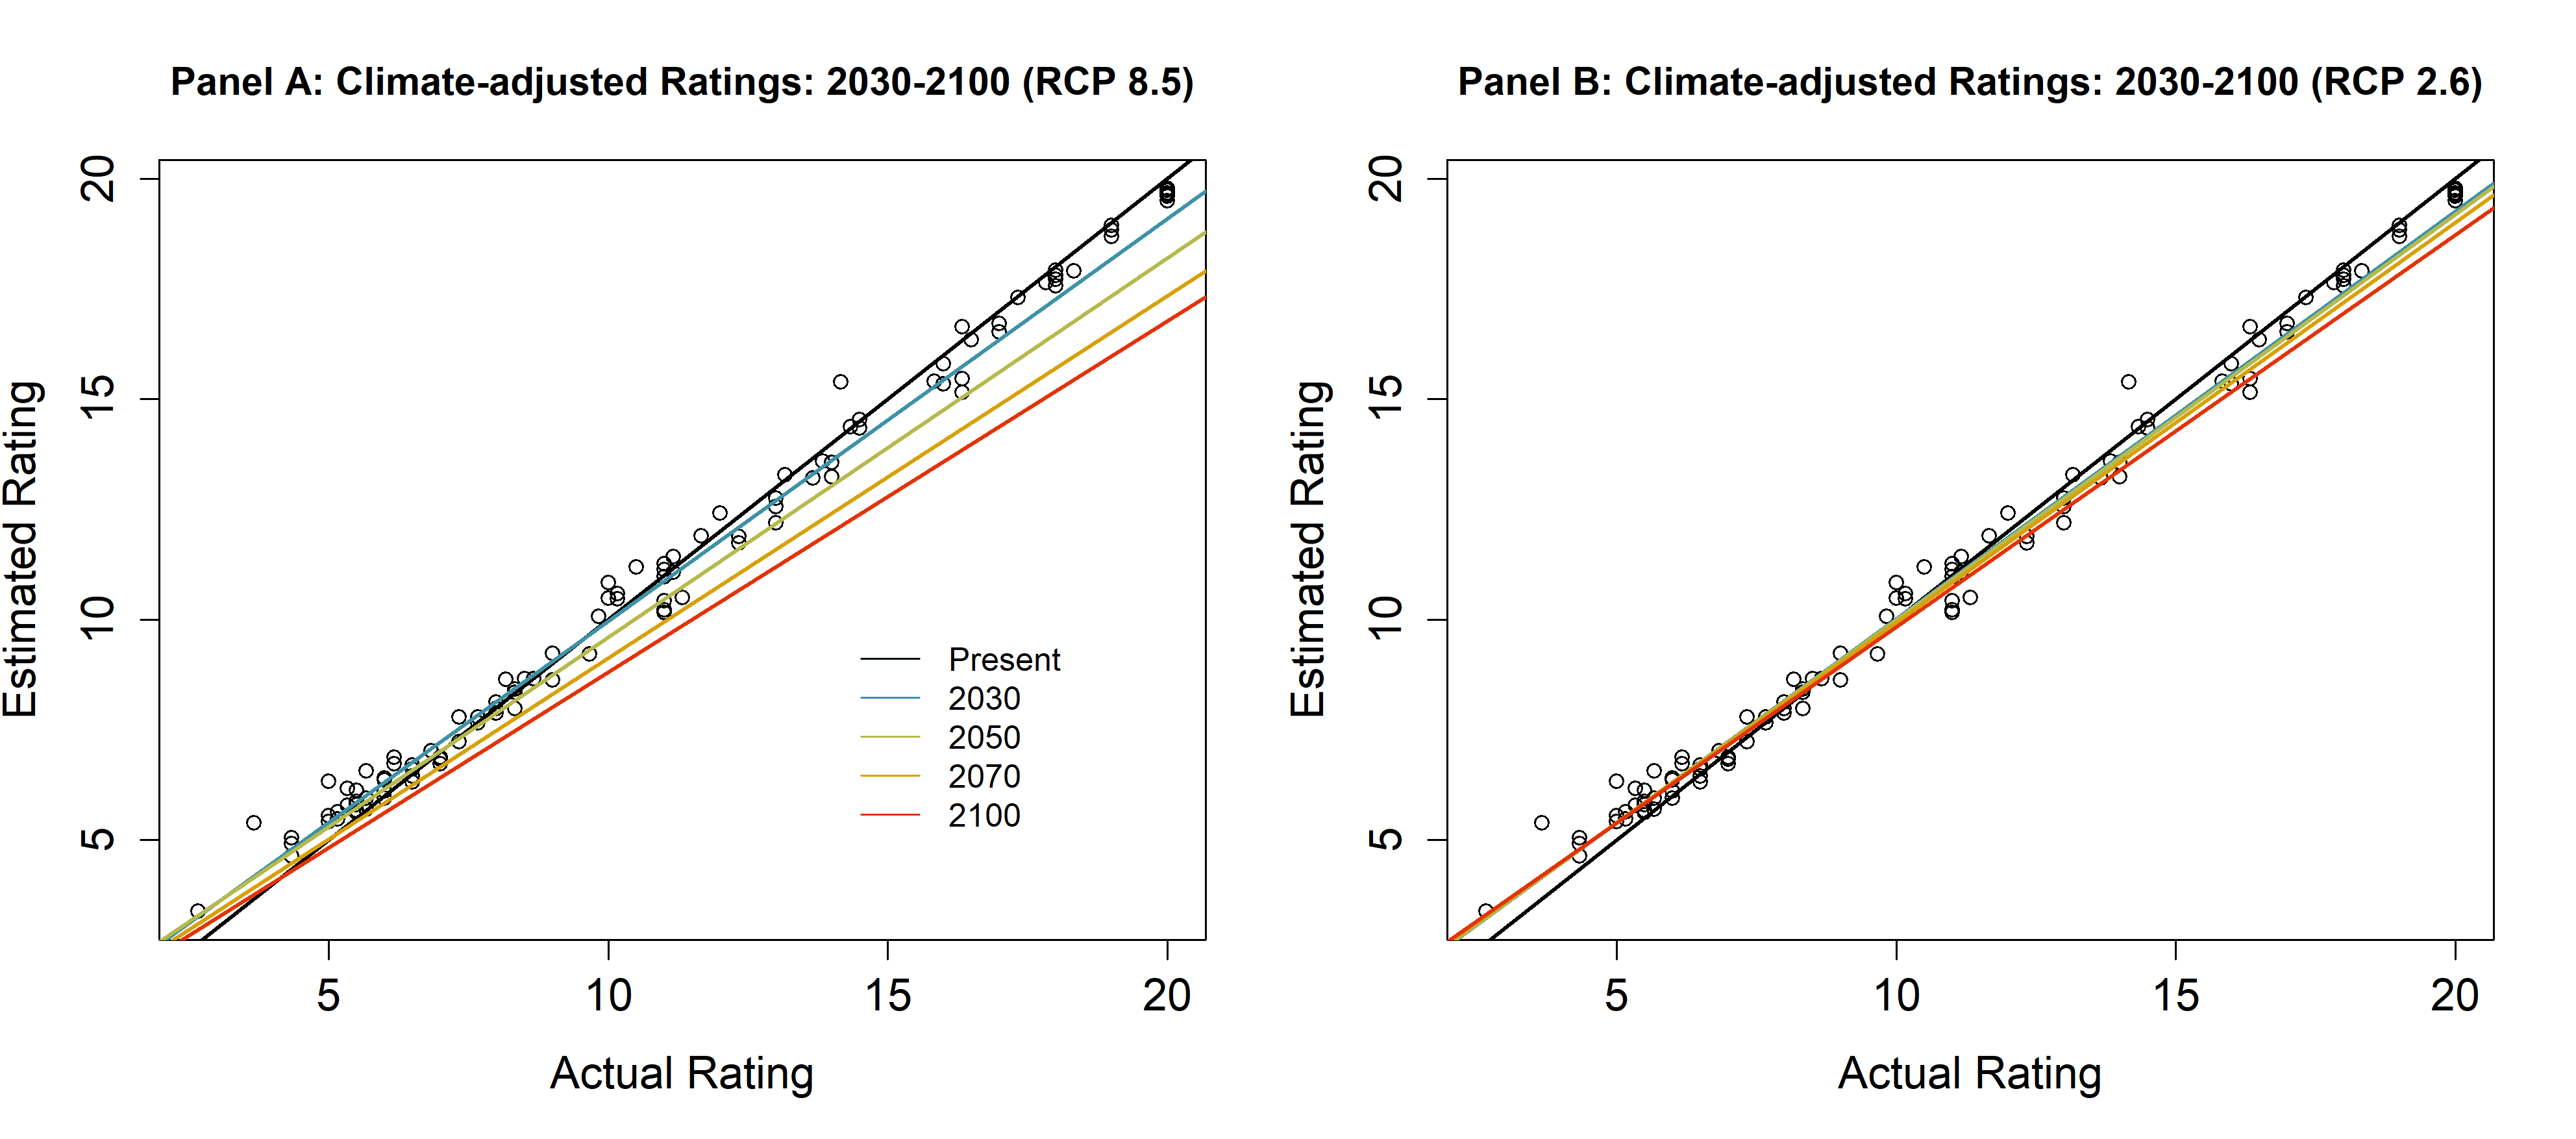 Panel A: Climate-adjusted Ratings: 2030-2100 (RCP 8.5)
20
15
10
5
Estimated Rating
Present
2030
2050
2070
2100
5 10 15 20
Actual Rating
Panel B: Climate-adjusted Ratings: 2030-2100 (RCP 2.6)
20
15
10
5
Estimated Rating
5 10 15 20
Actual Rating